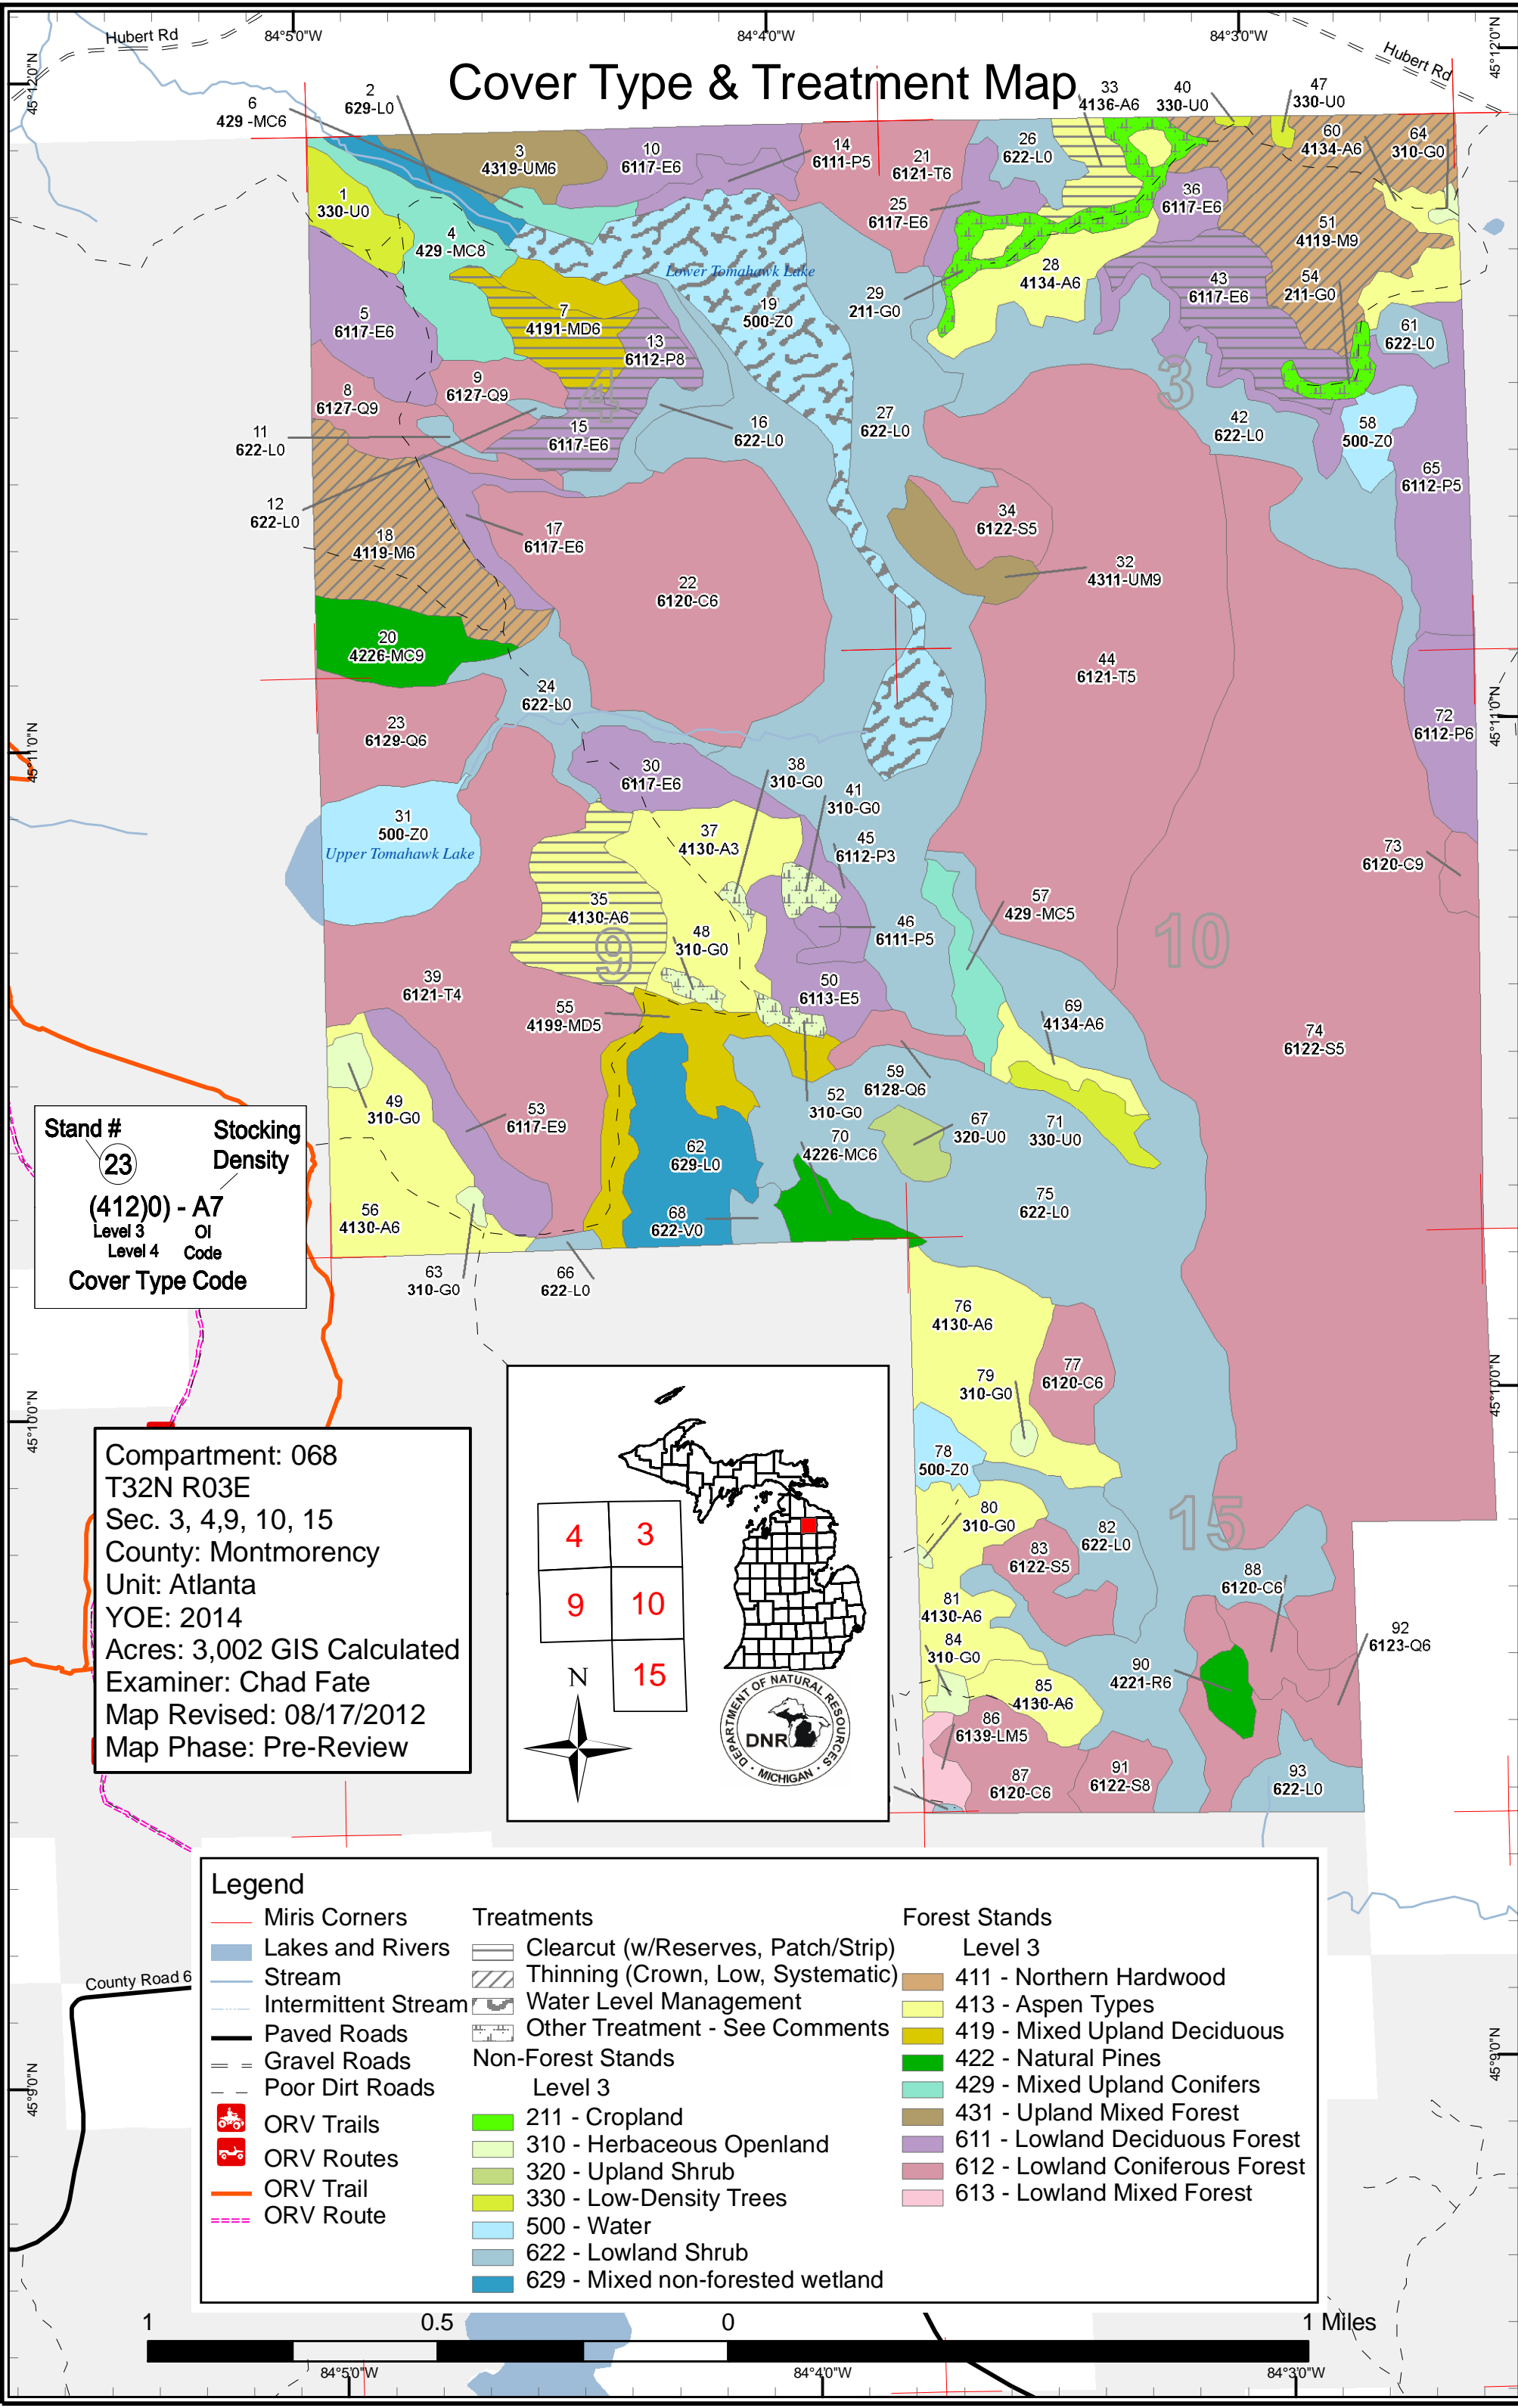 Cover Type & Treatment Map
84°5'0"W
84°4'0"W
84°3'0"W
45°12'0"N
45°12'0"N
Hubert Rd
Hubert Rd
6
429 -MC6
2
629-L0
33
4136-A6
40
330-U0
47
330-U0
3
4319-UM6
10
6117-E6
14
6111-P5
21
6121-T6
26
622-L0
60
4134-A6
64
310-G0
1
330-U0
4
429 -MC8
25
6117-E6
36
6117-E6
51
4119-M9
Lower Tomahawk Lake
28
4134-A6
43
6117-E6
54
211-G0
5
6117-E6
7
4191-MD6
19
500-Z0
29
211-G0
61
622-L0
13
6112-P8
8
6127-Q9
9
6127-Q9
4
3
11
622-L0
15
6117-E6
16
622-L0
27
622-L0
42
622-L0
58
500-Z0
65
6112-P5
12
622-L0
18
4119-M6
17
6117-E6
34
6122-S5
32
4311-UM9
22
6120-C6
20
4226-MC9
44
6121-T5
24
622-L0
23
6129-Q6
72
6112-P6
45°11'0"N
45°11'0"N
30
6117-E6
38
310-G0
41
310-G0
31
500-Z0
Upper Tomahawk Lake
37
4130-A3
45
6112-P3
73
6120-C9
35
4130-A6
57
429 -MC5
46
6111-P5
48
310-G0
9
10
39
6121-T4
50
6113-E5
55
4199-MD5
69
4134-A6
74
6122-S5
59
6128-Q6
49
310-G0
52
310-G0
53
6117-E9
67
320-U0
71
330-U0
70
4226-MC6
62
629-L0
75
622-L0
68
622-V0
56
4130-A6
63
310-G0
66
622-L0
Stand #
Stocking
Density
23
(412)0) - A7
Level 3
OI
Level 4
Code
Cover Type Code
76
4130-A6
77
6120-C6
79
310-G0
45°10'0"N
45°10'0"N
78
500-Z0
80
310-G0
82
622-L0
15
83
6122-S5
88
6120-C6
81
4130-A6
84
310-G0
92
6123-Q6
90
4221-R6
85
4130-A6
86
6139-LM5
87
6120-C6
91
6122-S8
93
622-L0
Compartment: 068
T32N R03E
Sec. 3, 4,9, 10, 15
County: Montmorency
Unit: Atlanta
YOE: 2014
Acres: 3,002 GIS Calculated
Examiner: Chad Fate
Map Revised: 08/17/2012
Map Phase: Pre-Review
4
3
9
10
15
N
DEPARTMENT OF NATURAL RESOURCES
DNR
MICHIGAN
County Road 6
Legend
Miris Corners
Lakes and Rivers
Stream
Intermittent Stream
Paved Roads
Gravel Roads
Poor Dirt Roads
ORV Trails
ORV Routes
ORV Trail
ORV Route
Treatments
Clearcut (w/Reserves, Patch/Strip)
Thinning (Crown, Low, Systematic)
Water Level Management
Other Treatment - See Comments
Non-Forest Stands
Level 3
211 - Cropland
310 - Herbaceous Openland
320 - Upland Shrub
330 - Low-Density Trees
500 - Water
622 - Lowland Shrub
629 - Mixed non-forested wetland
Forest Stands
Level 3
411 - Northern Hardwood
413 - Aspen Types
419 - Mixed Upland Deciduous
422 - Natural Pines
429 - Mixed Upland Conifers
431 - Upland Mixed Forest
611 - Lowland Deciduous Forest
612 - Lowland Coniferous Forest
613 - Lowland Mixed Forest
45°9'0"N
45°9'0"N
1
0.5
0
1 Miles
84°5'0"W
84°4'0"W
84°3'0"W